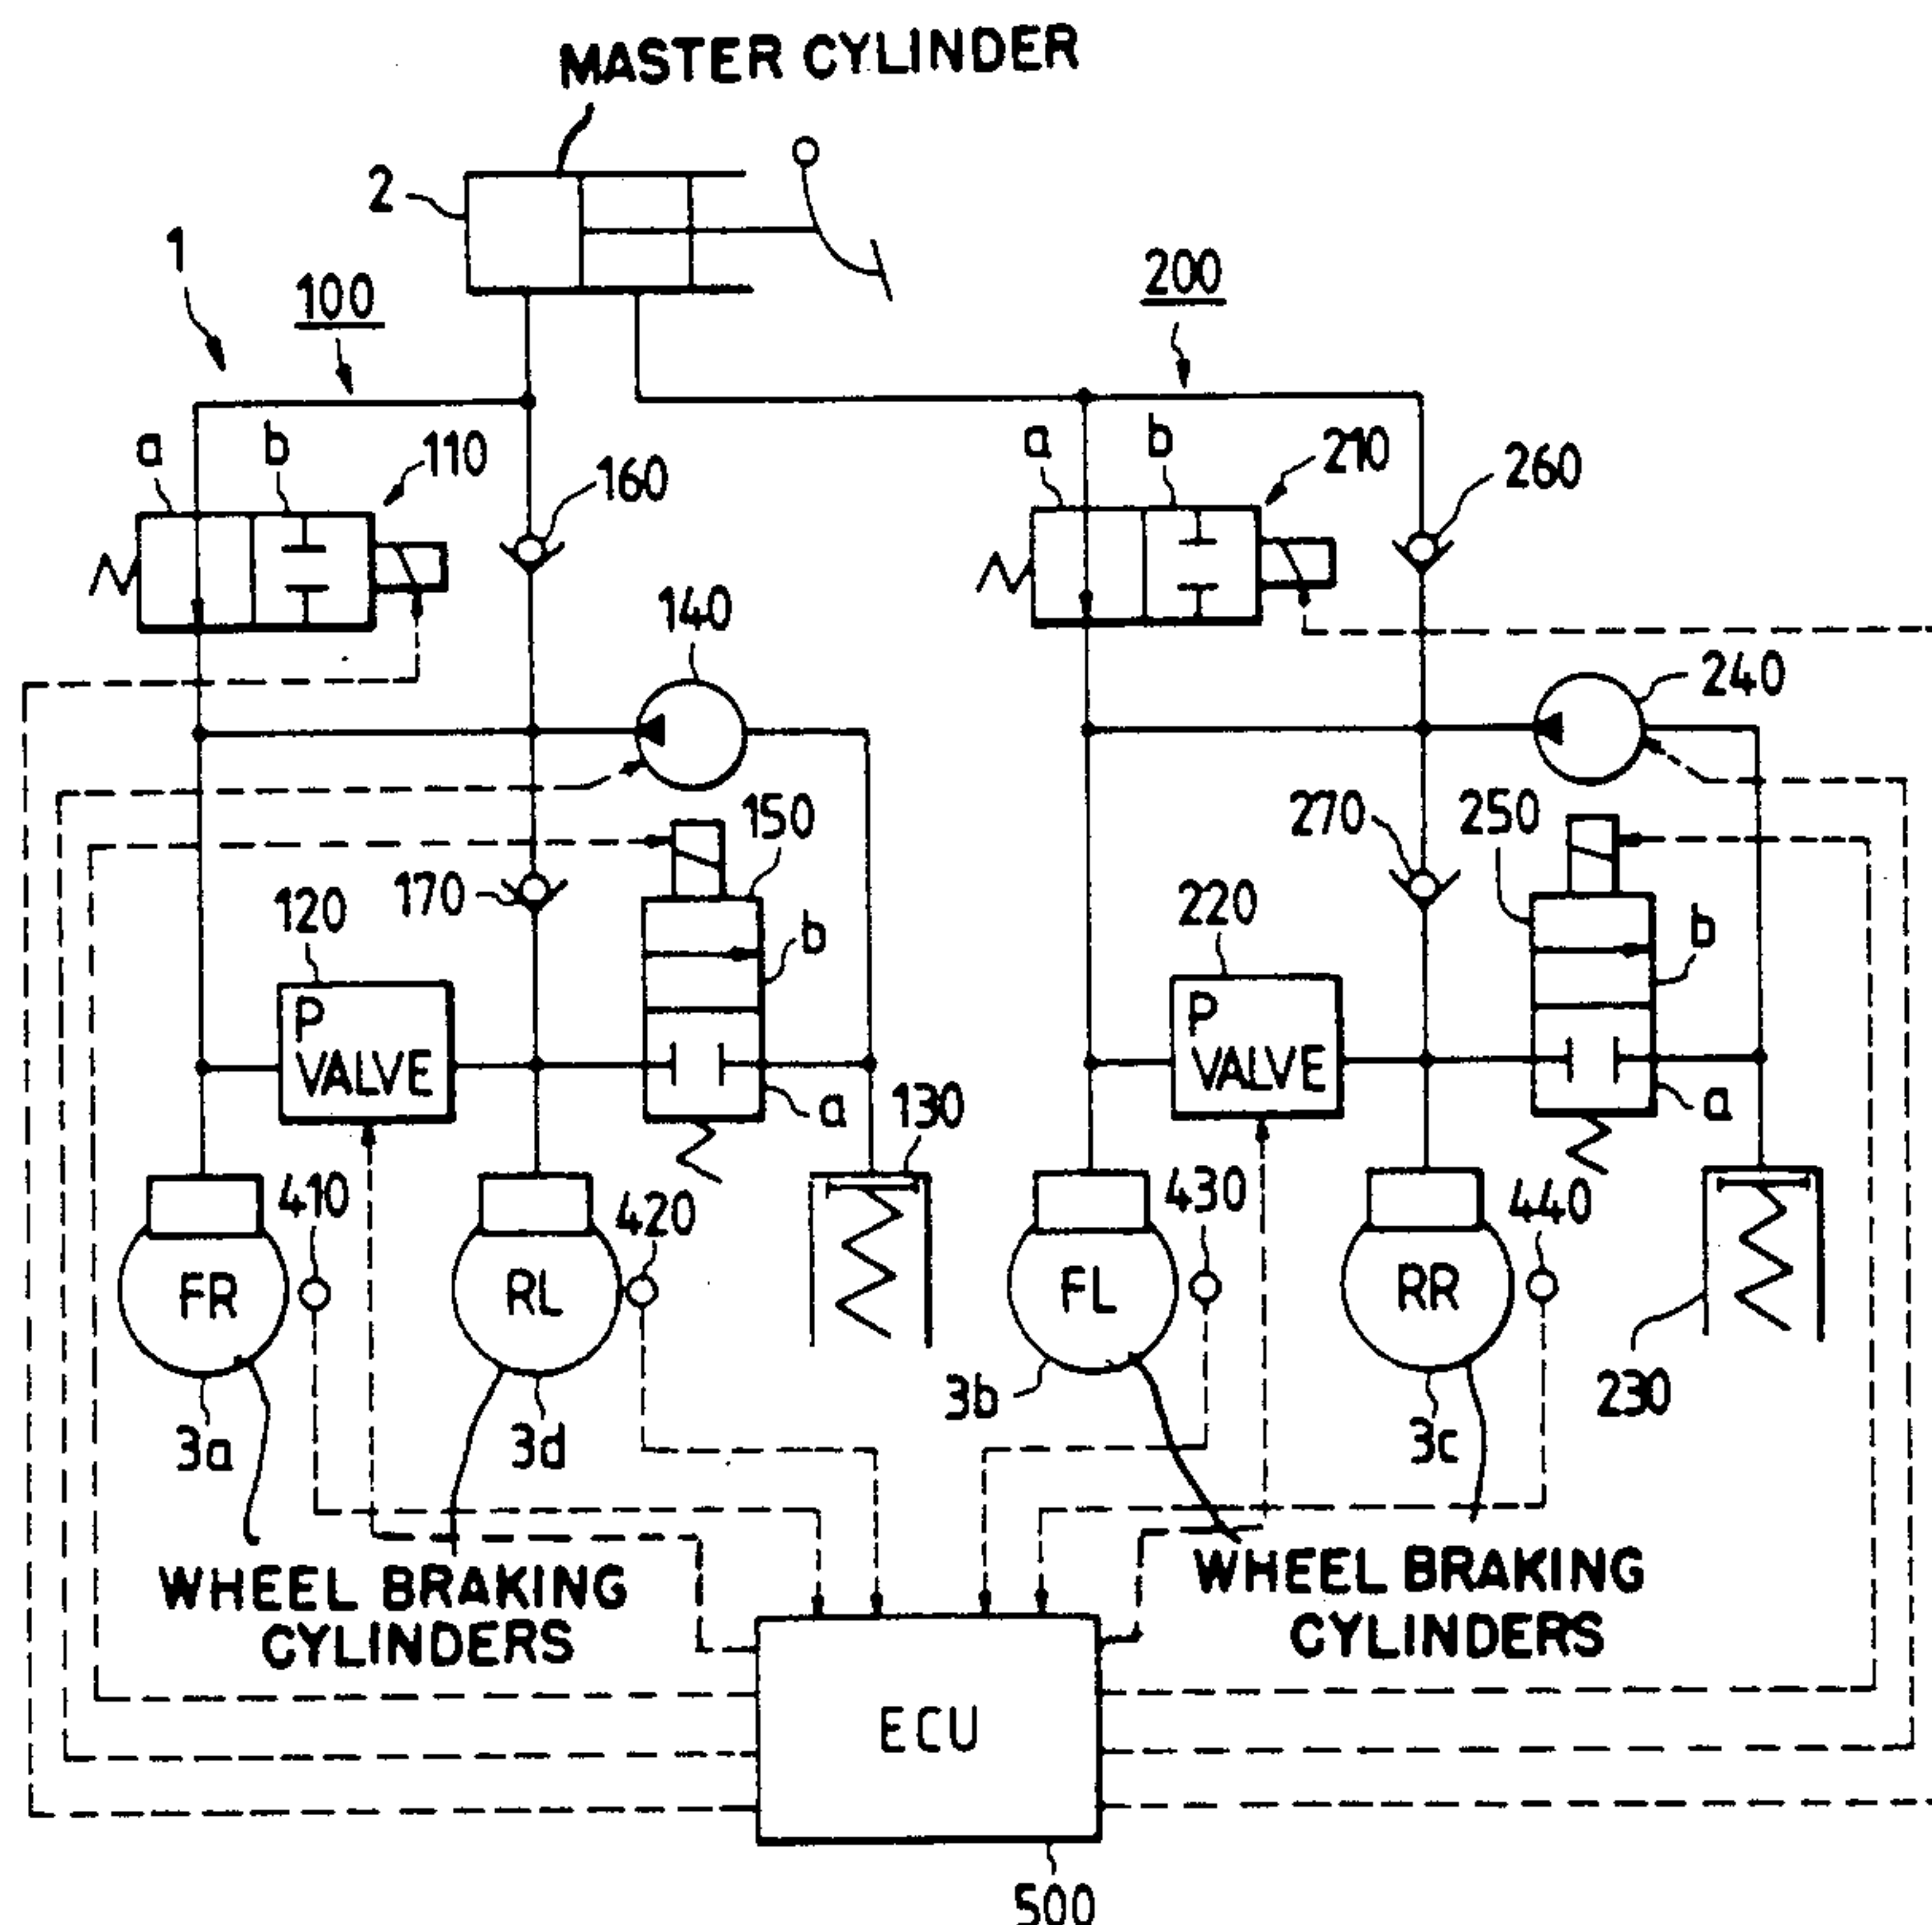 MASTER CYLINDER
2
1
100
200
a
b
110
160
a
b
210
260
140
240
150
270
250
120
170
b
220
b
P
VALVE
P
VALVE
a
130
a
410
420
430
440
FR
RL
FL
RR
3a
3d
3b
3c
230
WHEEL BRAKING
CYLINDERS
WHEEL BRAKING
CYLINDERS
ECU
500